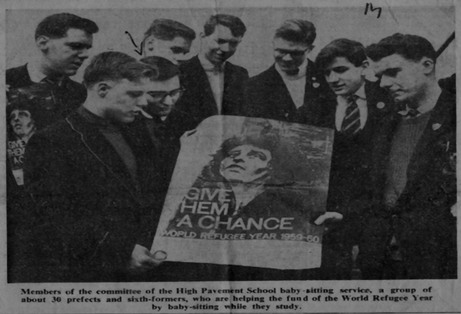 GIVE
THEM
A CHANCE
WORLD REFUGEE YEAR 1959-60
GIVE
Members of the committee of the High Pavement School baby-sitting service, a group of
about 30 prefects and sixth-formers, who are helping the fund of the World Refugee Year
by baby-sitting while they study.